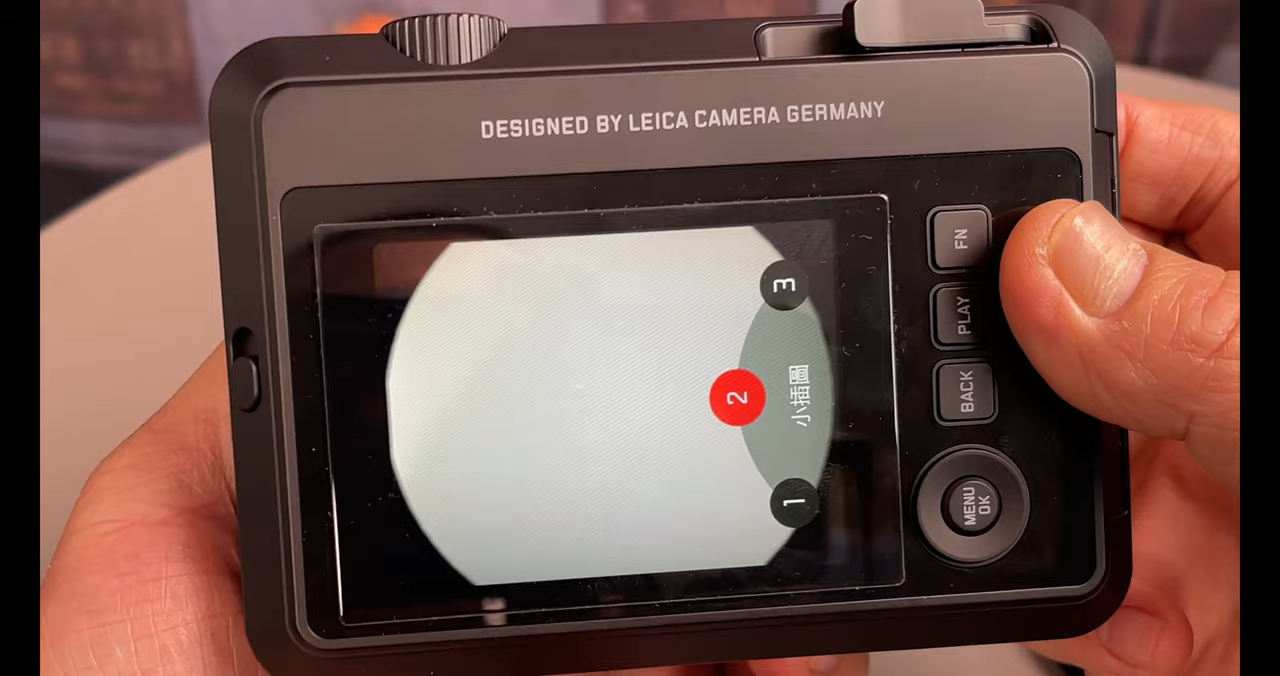 DESIGNED BY LEICA CAMERA GERMANY
FN
PLAY
BACK
MENU
OK
3
2
1
小插圖